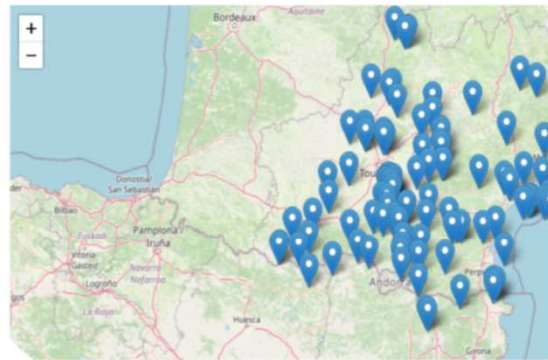 +
−
Bordeaux
Aquitaine
Tou
Donostia/
San Sebastián
Bilbao
Pamplona /
Iruña
Euskadi
Vitoria
Gasteiz
Navarra
Nafarroa
Logroño
La Rioja
Huesca
Andorra
Perp
Girona